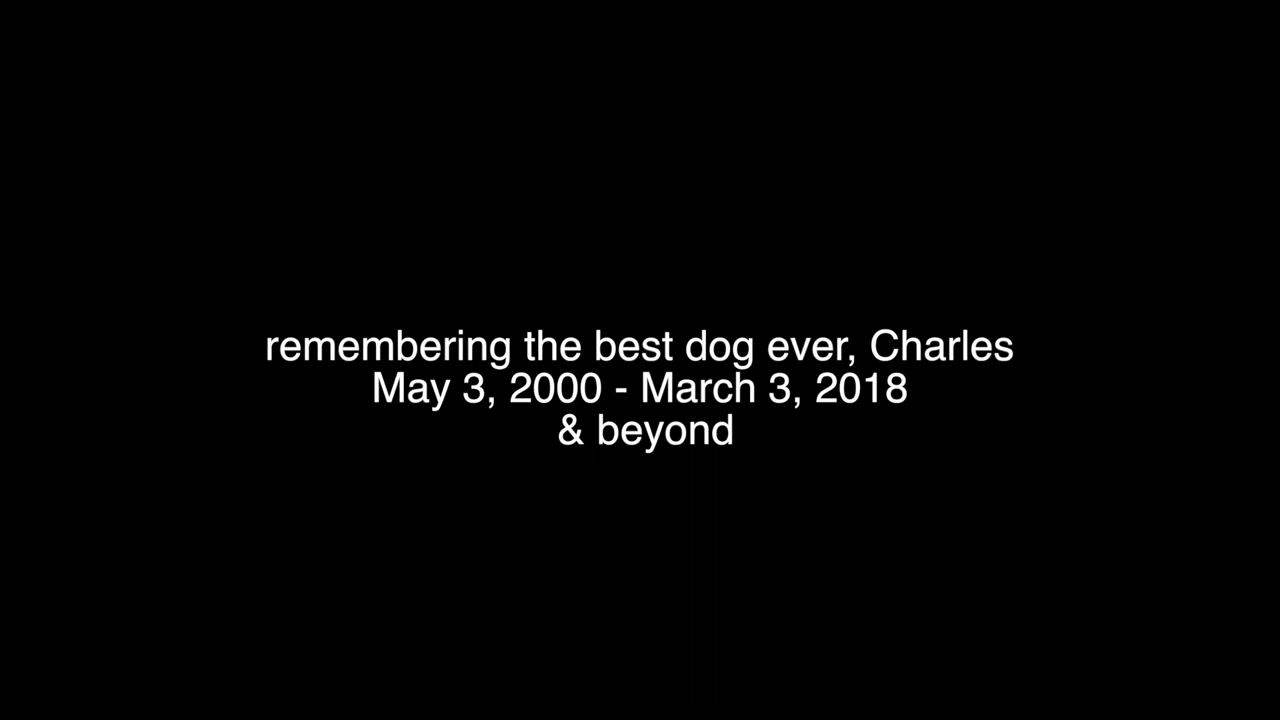 remembering the best dog ever, Charles
May 3, 2000 - March 3, 2018
& beyond